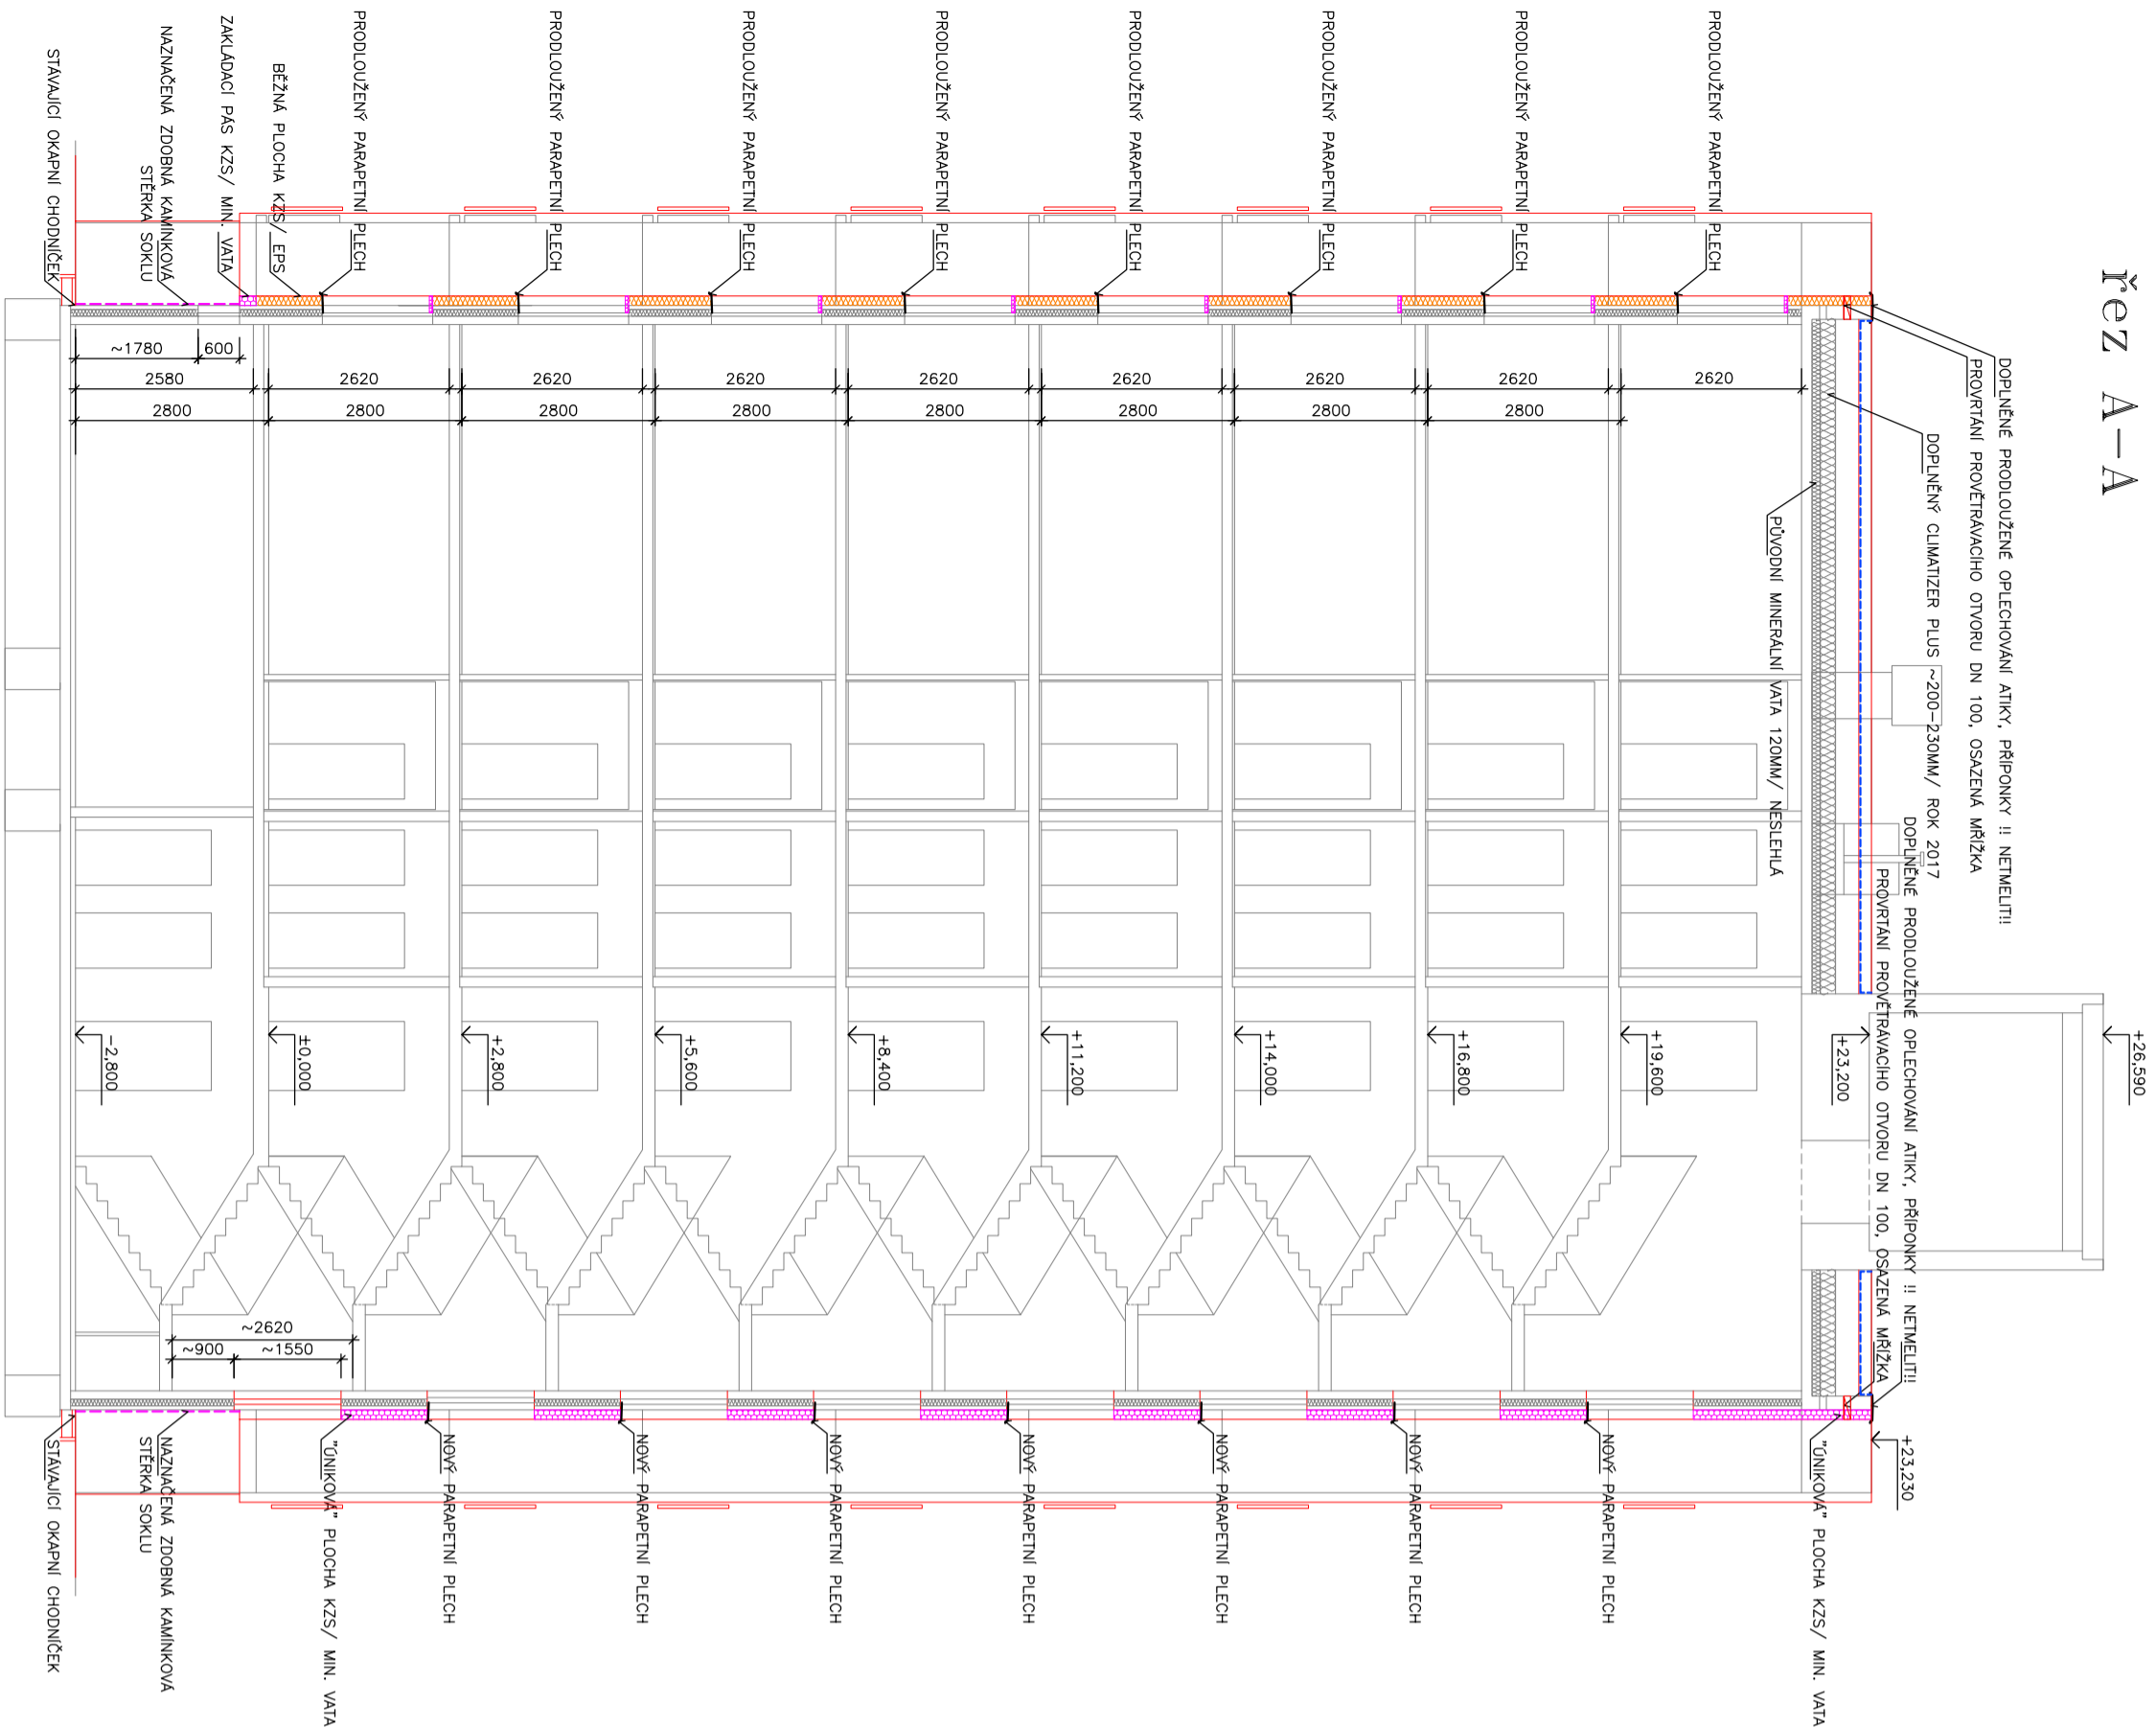 řez A-A
+26,590
DOPLNĚNÉ PRODLOUŽENÉ OPLECHOVÁNÍ ATIKY, PŘÍPONKY !! NETMELIT!!
PROVRTÁNÍ PROVĚTRÁVACÍHO OTVORU DN 100, OSAZENÁ MŘÍŽKA
DOPLNĚNÝ CLIMATIZER PLUS ~200-230MM/ ROK 2017
DOPLNĚNÉ PRODLOUŽENÉ OPLECHOVÁNÍ ATIKY, PŘÍPONKY !! NETMELIT!!
PROVRTÁNÍ PROVĚTRÁVACÍHO OTVORU DN 100, OSAZENÁ MŘÍŽKA
+23,230
+23,200
"ÚNIKOVÁ" PLOCHA KZS/ MIN. VATA
PŮVODNÍ MINERÁLNÍ VATA 120MM/ NESLEHLÁ
PRODLOUŽENÝ PARAPETNÍ PLECH
2620
+19,600
NOVÝ PARAPETNÍ PLECH
PRODLOUŽENÝ PARAPETNÍ PLECH
2620
2800
+16,800
NOVÝ PARAPETNÍ PLECH
PRODLOUŽENÝ PARAPETNÍ PLECH
2620
2800
+14,000
NOVÝ PARAPETNÍ PLECH
PRODLOUŽENÝ PARAPETNÍ PLECH
2620
2800
+11,200
NOVÝ PARAPETNÍ PLECH
PRODLOUŽENÝ PARAPETNÍ PLECH
2620
2800
+8,400
NOVÝ PARAPETNÍ PLECH
PRODLOUŽENÝ PARAPETNÍ PLECH
2620
2800
+5,600
NOVÝ PARAPETNÍ PLECH
PRODLOUŽENÝ PARAPETNÍ PLECH
2620
2800
+2,800
NOVÝ PARAPETNÍ PLECH
PRODLOUŽENÝ PARAPETNÍ PLECH
2620
2800
±0,000
"ÚNIKOVÁ" PLOCHA KZS/ MIN. VATA
BĚŽNÁ PLOCHA KZS/ EPS
ZAKLÁDACÍ PÁS KZS/ MIN. VATA
600
~1780
2580
2800
~2620
~900
~1550
NAZNAČENÁ ZDOBNÁ KAMÍNKOVÁ
STĚRKA SOKLU
NAZNAČENÁ ZDOBNÁ KAMÍNKOVÁ
STĚRKA SOKLU
-2,800
STÁVAJÍCÍ OKAPNÍ CHODNÍČEK
STÁVAJÍCÍ OKAPNÍ CHODNÍČEK